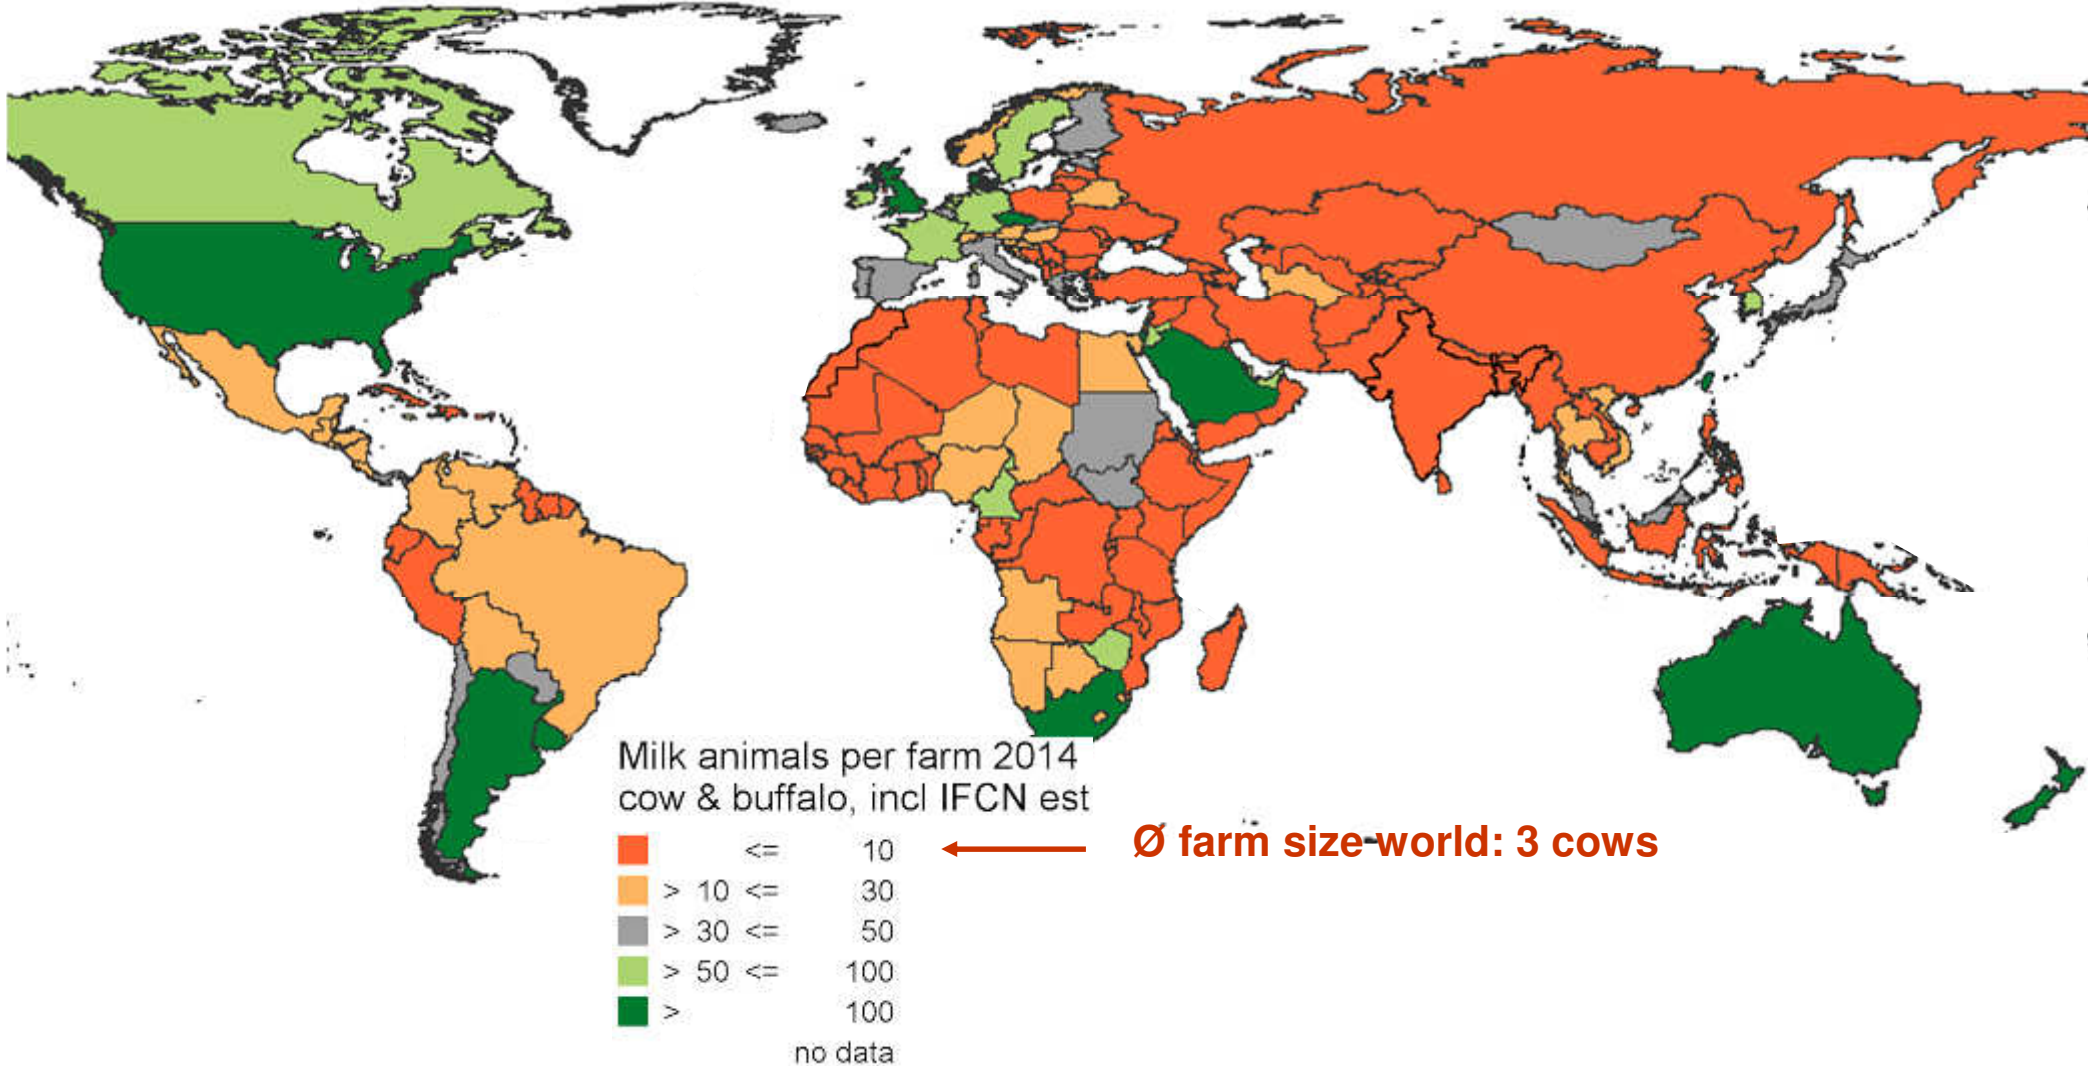 Milk animals per farm 2014
cow & buffalo, incl IFCN est
<= 10
> 10 <= 30
> 30 <= 50
> 50 <= 100
> 100
no data
Ø farm size-world: 3 cows